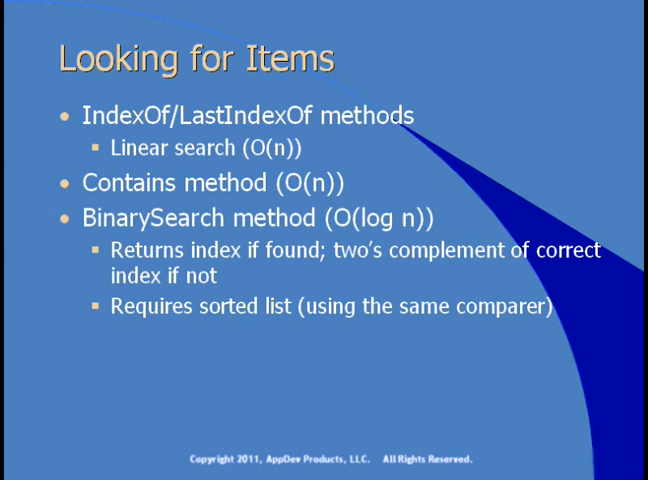 Looking for Items
• IndexOf/LastIndexOf methods
▪ Linear search (O(n))
• Contains method (O(n))
• BinarySearch method (O(log n))
▪ Returns index if found; two's complement of correct
index if not
▪ Requires sorted list (using the same comparer)
Copyright 2011, AppDev Products, LLC. All Rights Reserved.